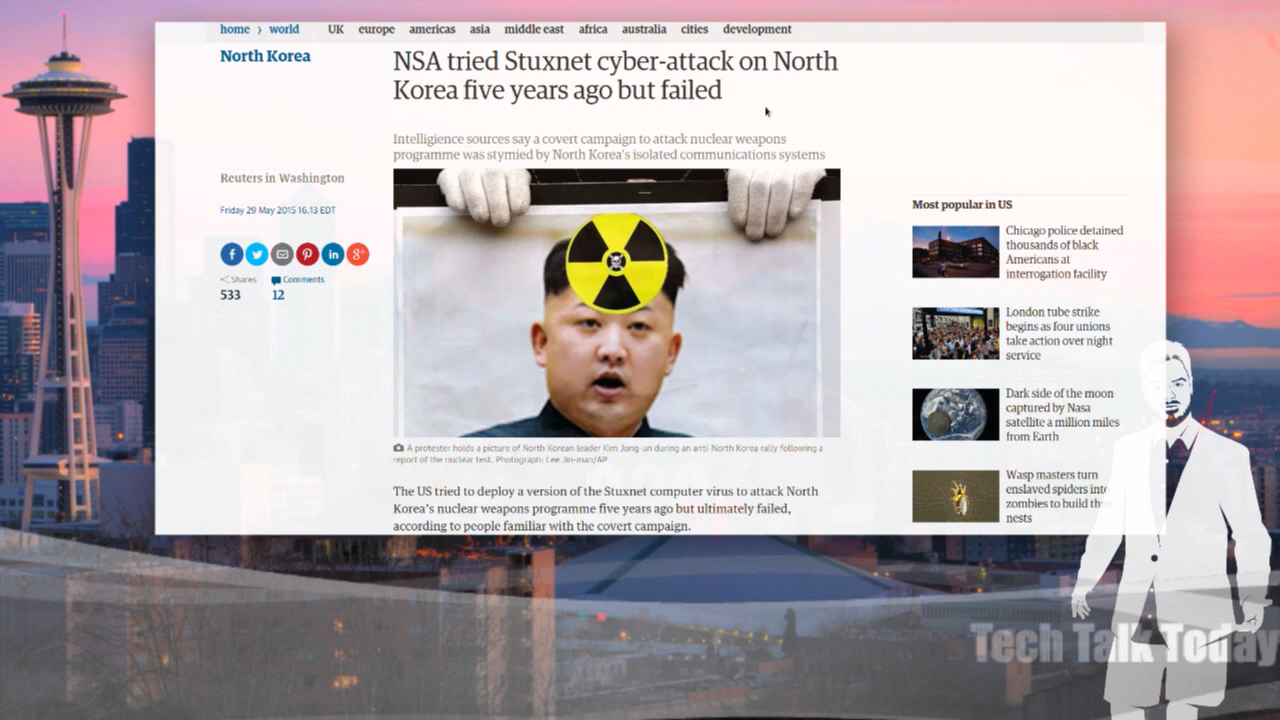 home › world UK europe americas asia middle east africa australia cities development
North Korea
NSA tried Stuxnet cyber-attack on North
Korea five years ago but failed
Intelligience sources say a covert campaign to attack nuclear weapons
programme was stymied by North Korea's isolated communications systems
Reuters in Washington
Friday 29 May 2015 16.13 EDT
Shares
533
Comments
12
A protester holds a picture of North Korean leader Kim Jong-un during an anti-North Korea rally following a
report of the nuclear test. Photograph: Lee Jin-man/AP
The US tried to deploy a version of the Stuxnet computer virus to attack North
Korea's nuclear weapons programme five years ago but ultimately failed,
according to people familiar with the covert campaign.
Most popular in US
Chicago police detained
thousands of black
Americans at
interrogation facility
London tube strike
begins as four unions
take action over night
service
Dark side of the moon
captured by Nasa
satellite a million miles
from Earth
Wasp masters turn
enslaved spiders into
zombies to build their
nests
Tech Talk Today